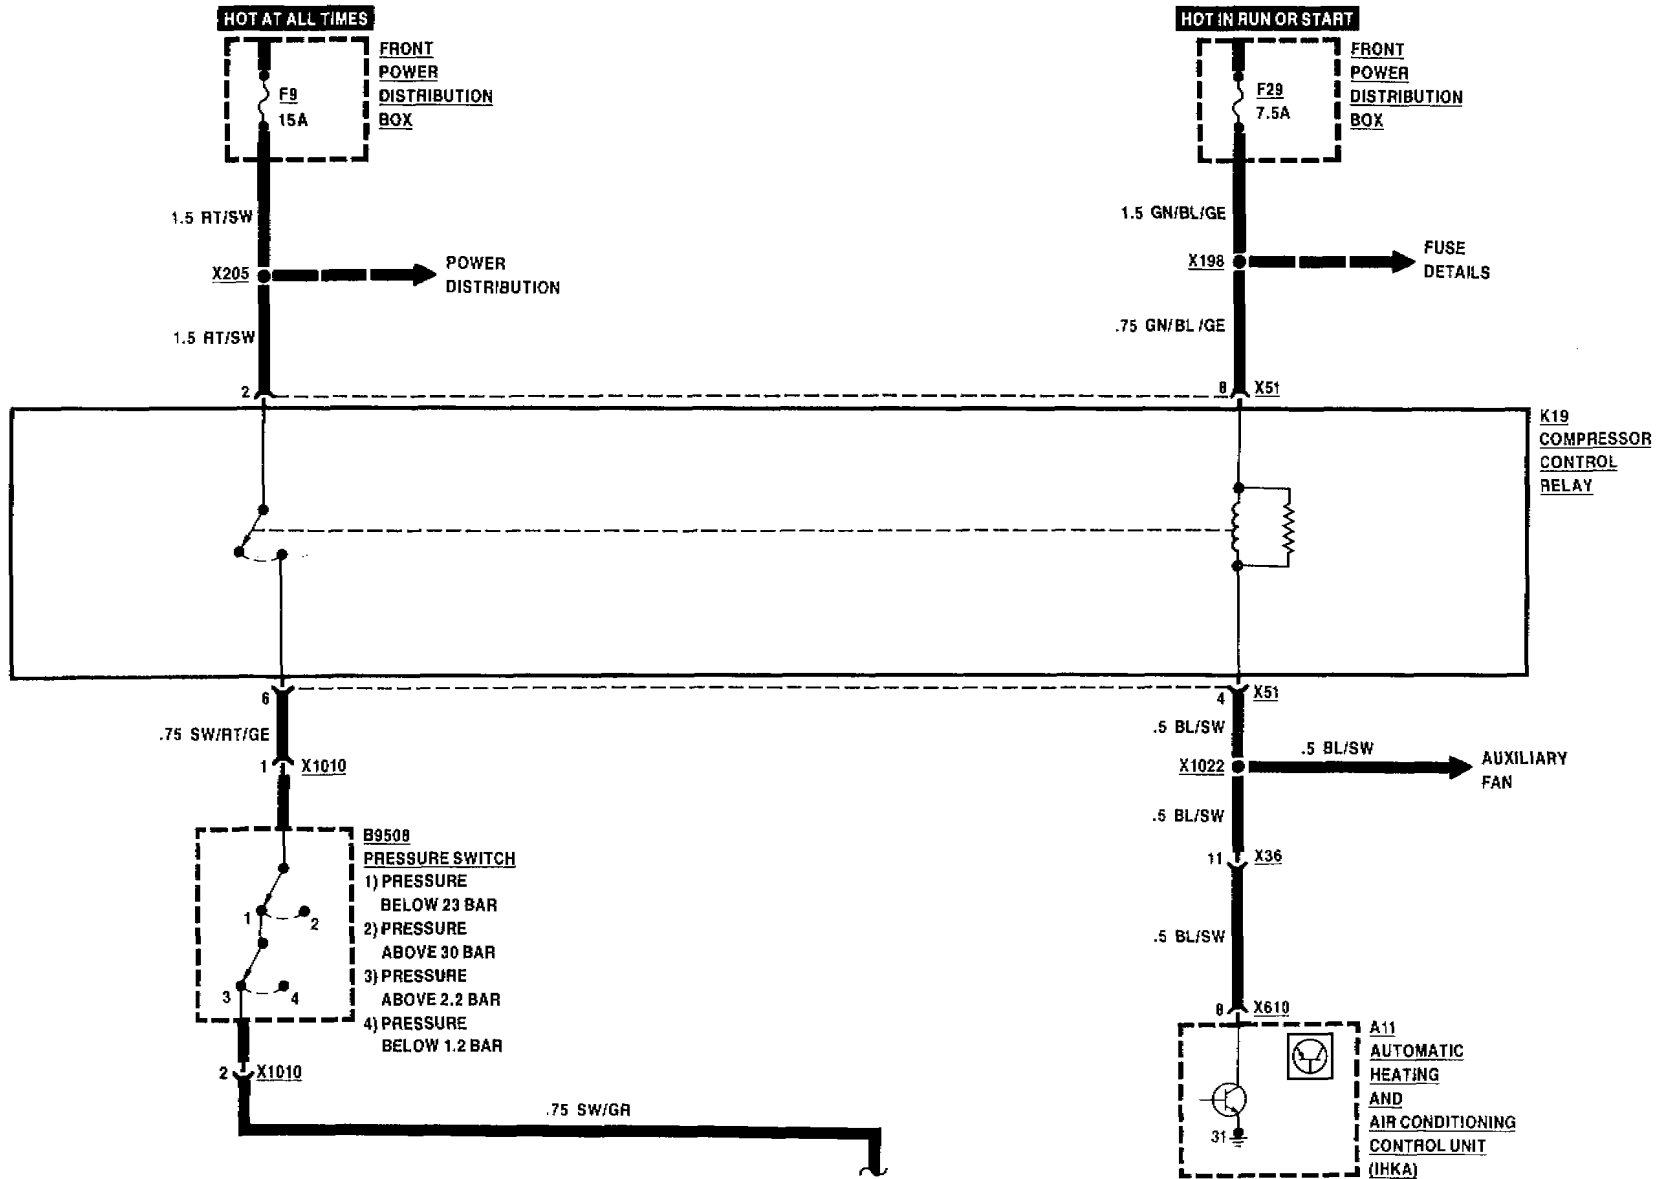 HOT AT ALL TIMES
FRONT
POWER
DISTRIBUTION
BOX
F9
15A
HOT IN RUN OR START
FRONT
POWER
DISTRIBUTION
BOX
F29
7.5A
1.5 RT/SW
X205
POWER
DISTRIBUTION
1.5 RT/SW
1.5 GN/BL/GE
X198
FUSE
DETAILS
.75 GN/BL/GE
2
8
X51
K19
COMPRESSOR
CONTROL
RELAY
6
4
X51
.75 SW/RT/GE
1
X1010
.5 BL/SW
X1022
.5 BL/SW
AUXILIARY
FAN
.5 BL/SW
11
X36
.5 BL/SW
B9508
PRESSURE SWITCH
1) PRESSURE
BELOW 23 BAR
2) PRESSURE
ABOVE 30 BAR
3) PRESSURE
ABOVE 2.2 BAR
4) PRESSURE
BELOW 1.2 BAR
1
2
3
4
2
X1010
.75 SW/GR
8
X610
A11
AUTOMATIC
HEATING
AND
AIR CONDITIONING
CONTROL UNIT
(IHKA)
31